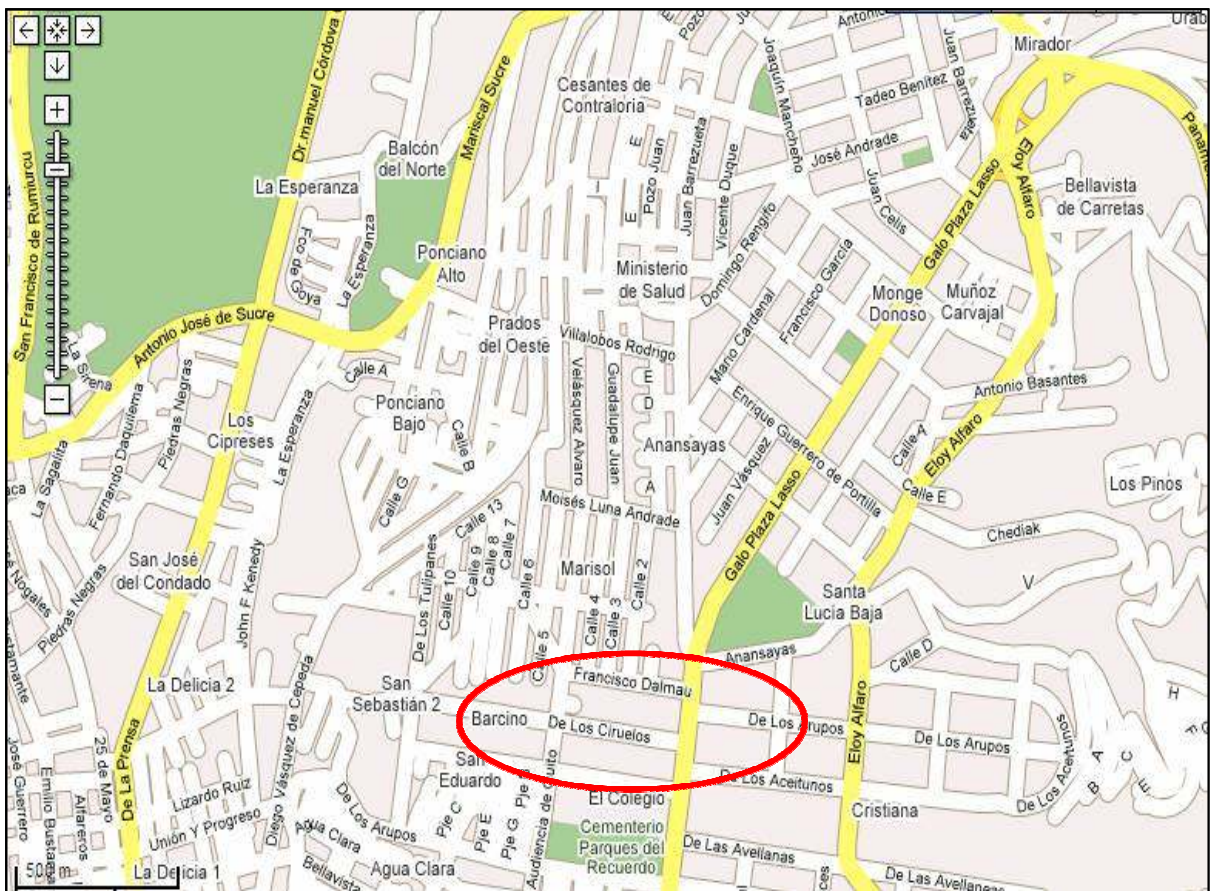 Urab
Mirador
Antonio
Pozo
Juan Barrezueta
Joaquín Mancheño
Tadeo Benítez
Panam
Dr manuel Córdova
Mariscal Sucre
Cesantes de
Contraloria
José Andrade
Balcón
del Norte
La Esperanza
E
E
Pozo Juan
Juan Barrezueta
Vicente Duque
Juan Celis
Galo Plaza Lasso
Eloy Alfaro
Bellavista
de Carretas
San Francisco de Rumiurcu
Fco de
Goya
La Esperanza
Ponciano
Alto
Ministerio
de Salud
Domingo Rengifo
Francisco García
Monge
Donoso
Muñoz
Carvajal
Antonio José de Sucre
Prados
del Oeste
Villalobos Rodrigo
Mario Cardenal
La Sirena
Calle A
Velásquez Alvaro
Guadalupe Juan
E
D
A
Antonio Basantes
Fernando Daquilema
Piedras Negras
Los
Cipreses
La Esperanza
Ponciano
Bajo
Calle B
Anansayas
Enrique Guerrero de Portilla
Juan Vásquez
Calle A
Eloy Alfaro
La Sagalita
Calle G
Moisés Luna Andrade
Galo Plaza Lasso
Calle E
Los Pinos
aca
Calle 13
Chediak
San José
del Condado
Calle 7
Calle 8
Calle 9
Calle 10
Calle 6
Marisol
Calle 2
Santa
Lucia Baja
V
Nogales
Piedras Negras
John F Kenedy
De Los Tulipanes
Calle 5
Calle 4
Calle 3
Anansayas
Calle D
ustamante
La Delicia 2
San
Sebastián 2
Francisco Dalmau
H
F
Barcino
De Los Ciruelos
De Los Arupos
De Los Arupos
De Los Aceitunos
A
B
C
E
De La Prensa
Diego Vásquez de Cepeda
Eloy Alfaro
José Guerrero
25 de Mayo
Emilio Busta
Alfareros
Lizardo Ruiz
San
Eduardo
De Los Aceitunos
Unión Y Progreso
De Los Arupos
Pje C
Pje E
Pje G
Pje
Audiencia de Quito
El Colegio
Cristiana
Cementerio
Parques del
Recuerdo
Agua Clara
Bellavista
Agua Clara
De Las Avellanas
De Las Avellanas
ces
500 m
La Delicia 1